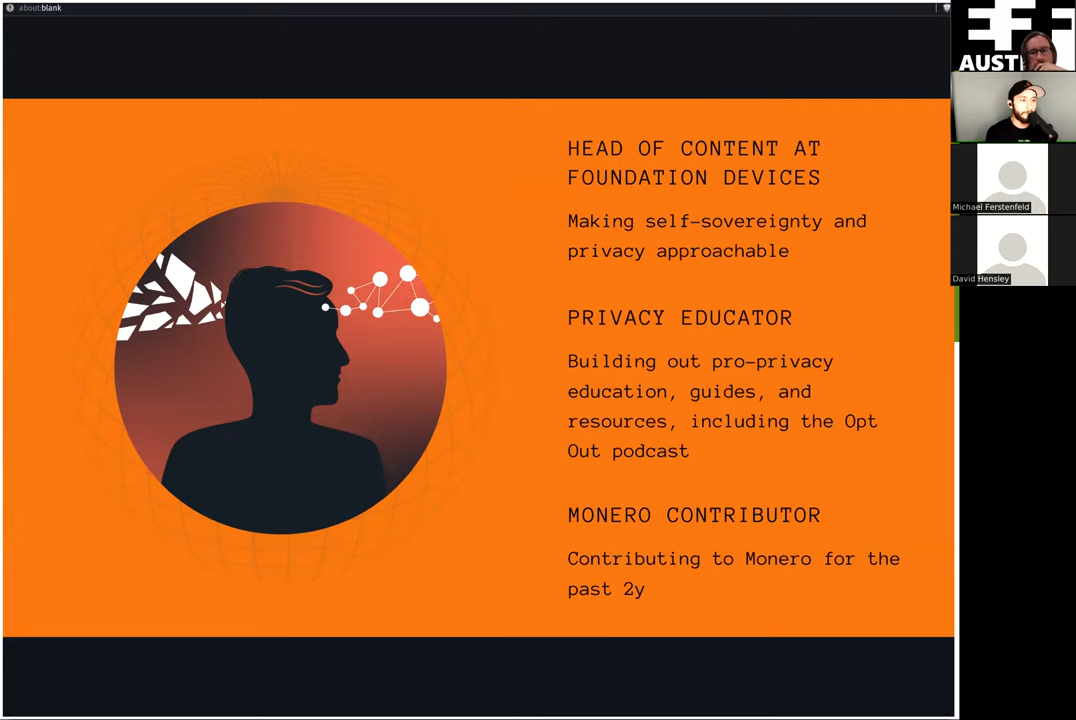 about:blank
HEAD OF CONTENT AT
FOUNDATION DEVICES
Making self-sovereignty and
privacy approachable
PRIVACY EDUCATOR
Building out pro-privacy
education, guides, and
resources, including the Opt
Out podcast
MONERO CONTRIBUTOR
Contributing to Monero for the
past 2y
EFF
AUSTI
Michael Ferstenfeld
David Hensley